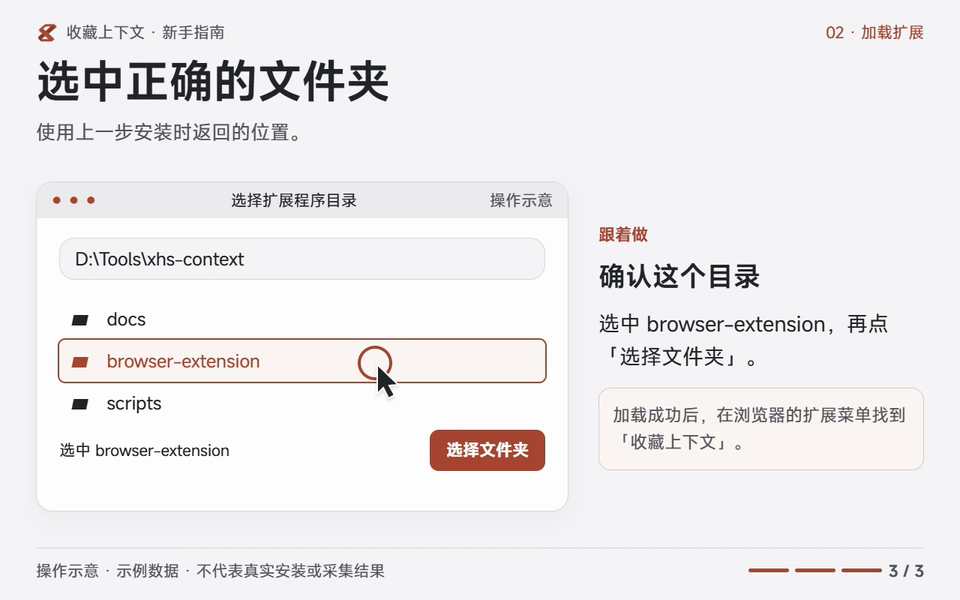 收藏上下文 · 新手指南
02 · 加载扩展
选中正确的文件夹
使用上一步安装时返回的位置。
选择扩展程序目录
操作示意
D:\Tools\xhs-context
docs
browser-extension
scripts
选中 browser-extension
选择文件夹
跟着做
确认这个目录
选中 browser-extension，再点
「选择文件夹」。
加载成功后，在浏览器的扩展菜单找到
「收藏上下文」。
操作示意 · 示例数据 · 不代表真实安装或采集结果
3 / 3